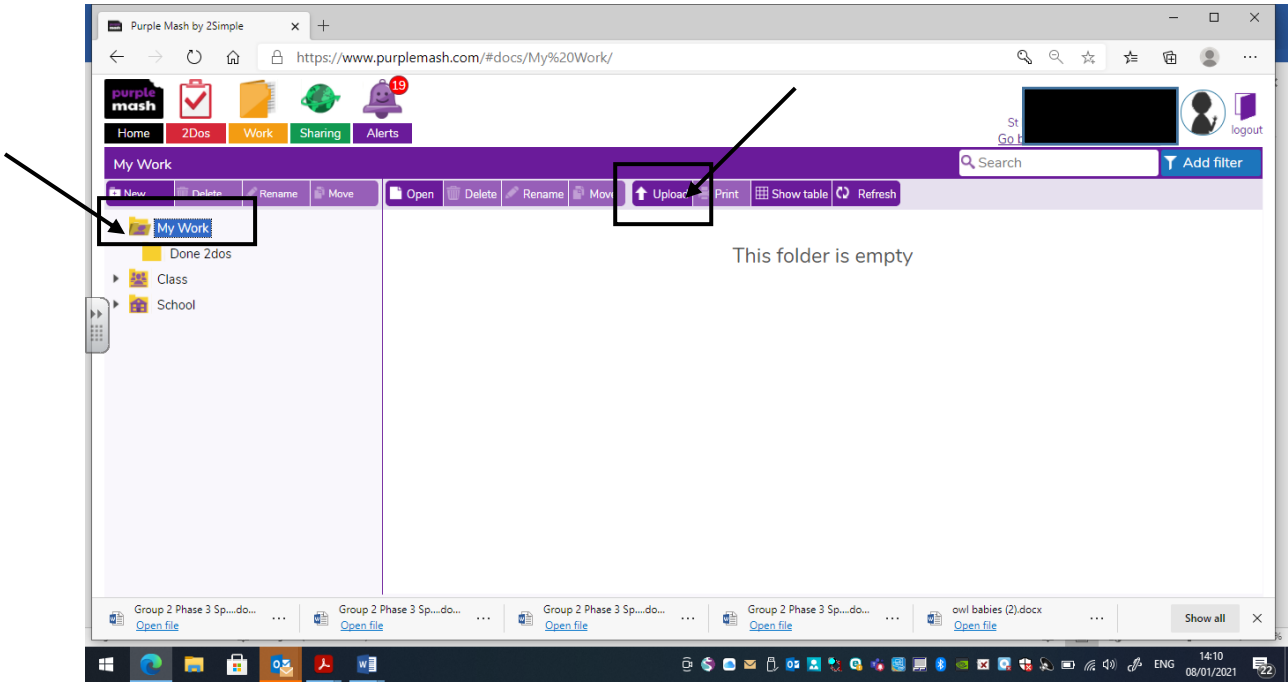 Purple Mash by 2Simple
https://www.purplemash.com/#docs/My%20Work/
purple
mash
19
Home 2Dos Work Sharing Alerts
St
Go
logout
My Work Search Add filter
New Delete Rename Move Open Delete Rename Move Upload Print Show table Refresh
My Work
Done 2dos
Class
School
This folder is empty
Group 2 Phase 3 Sp....do... Group 2 Phase 3 Sp....do... Group 2 Phase 3 Sp....do... Group 2 Phase 3 Sp....do... owl babies (2).docx Show all
Open file Open file Open file Open file Open file
%
ENG 14:10
08/01/2021
22